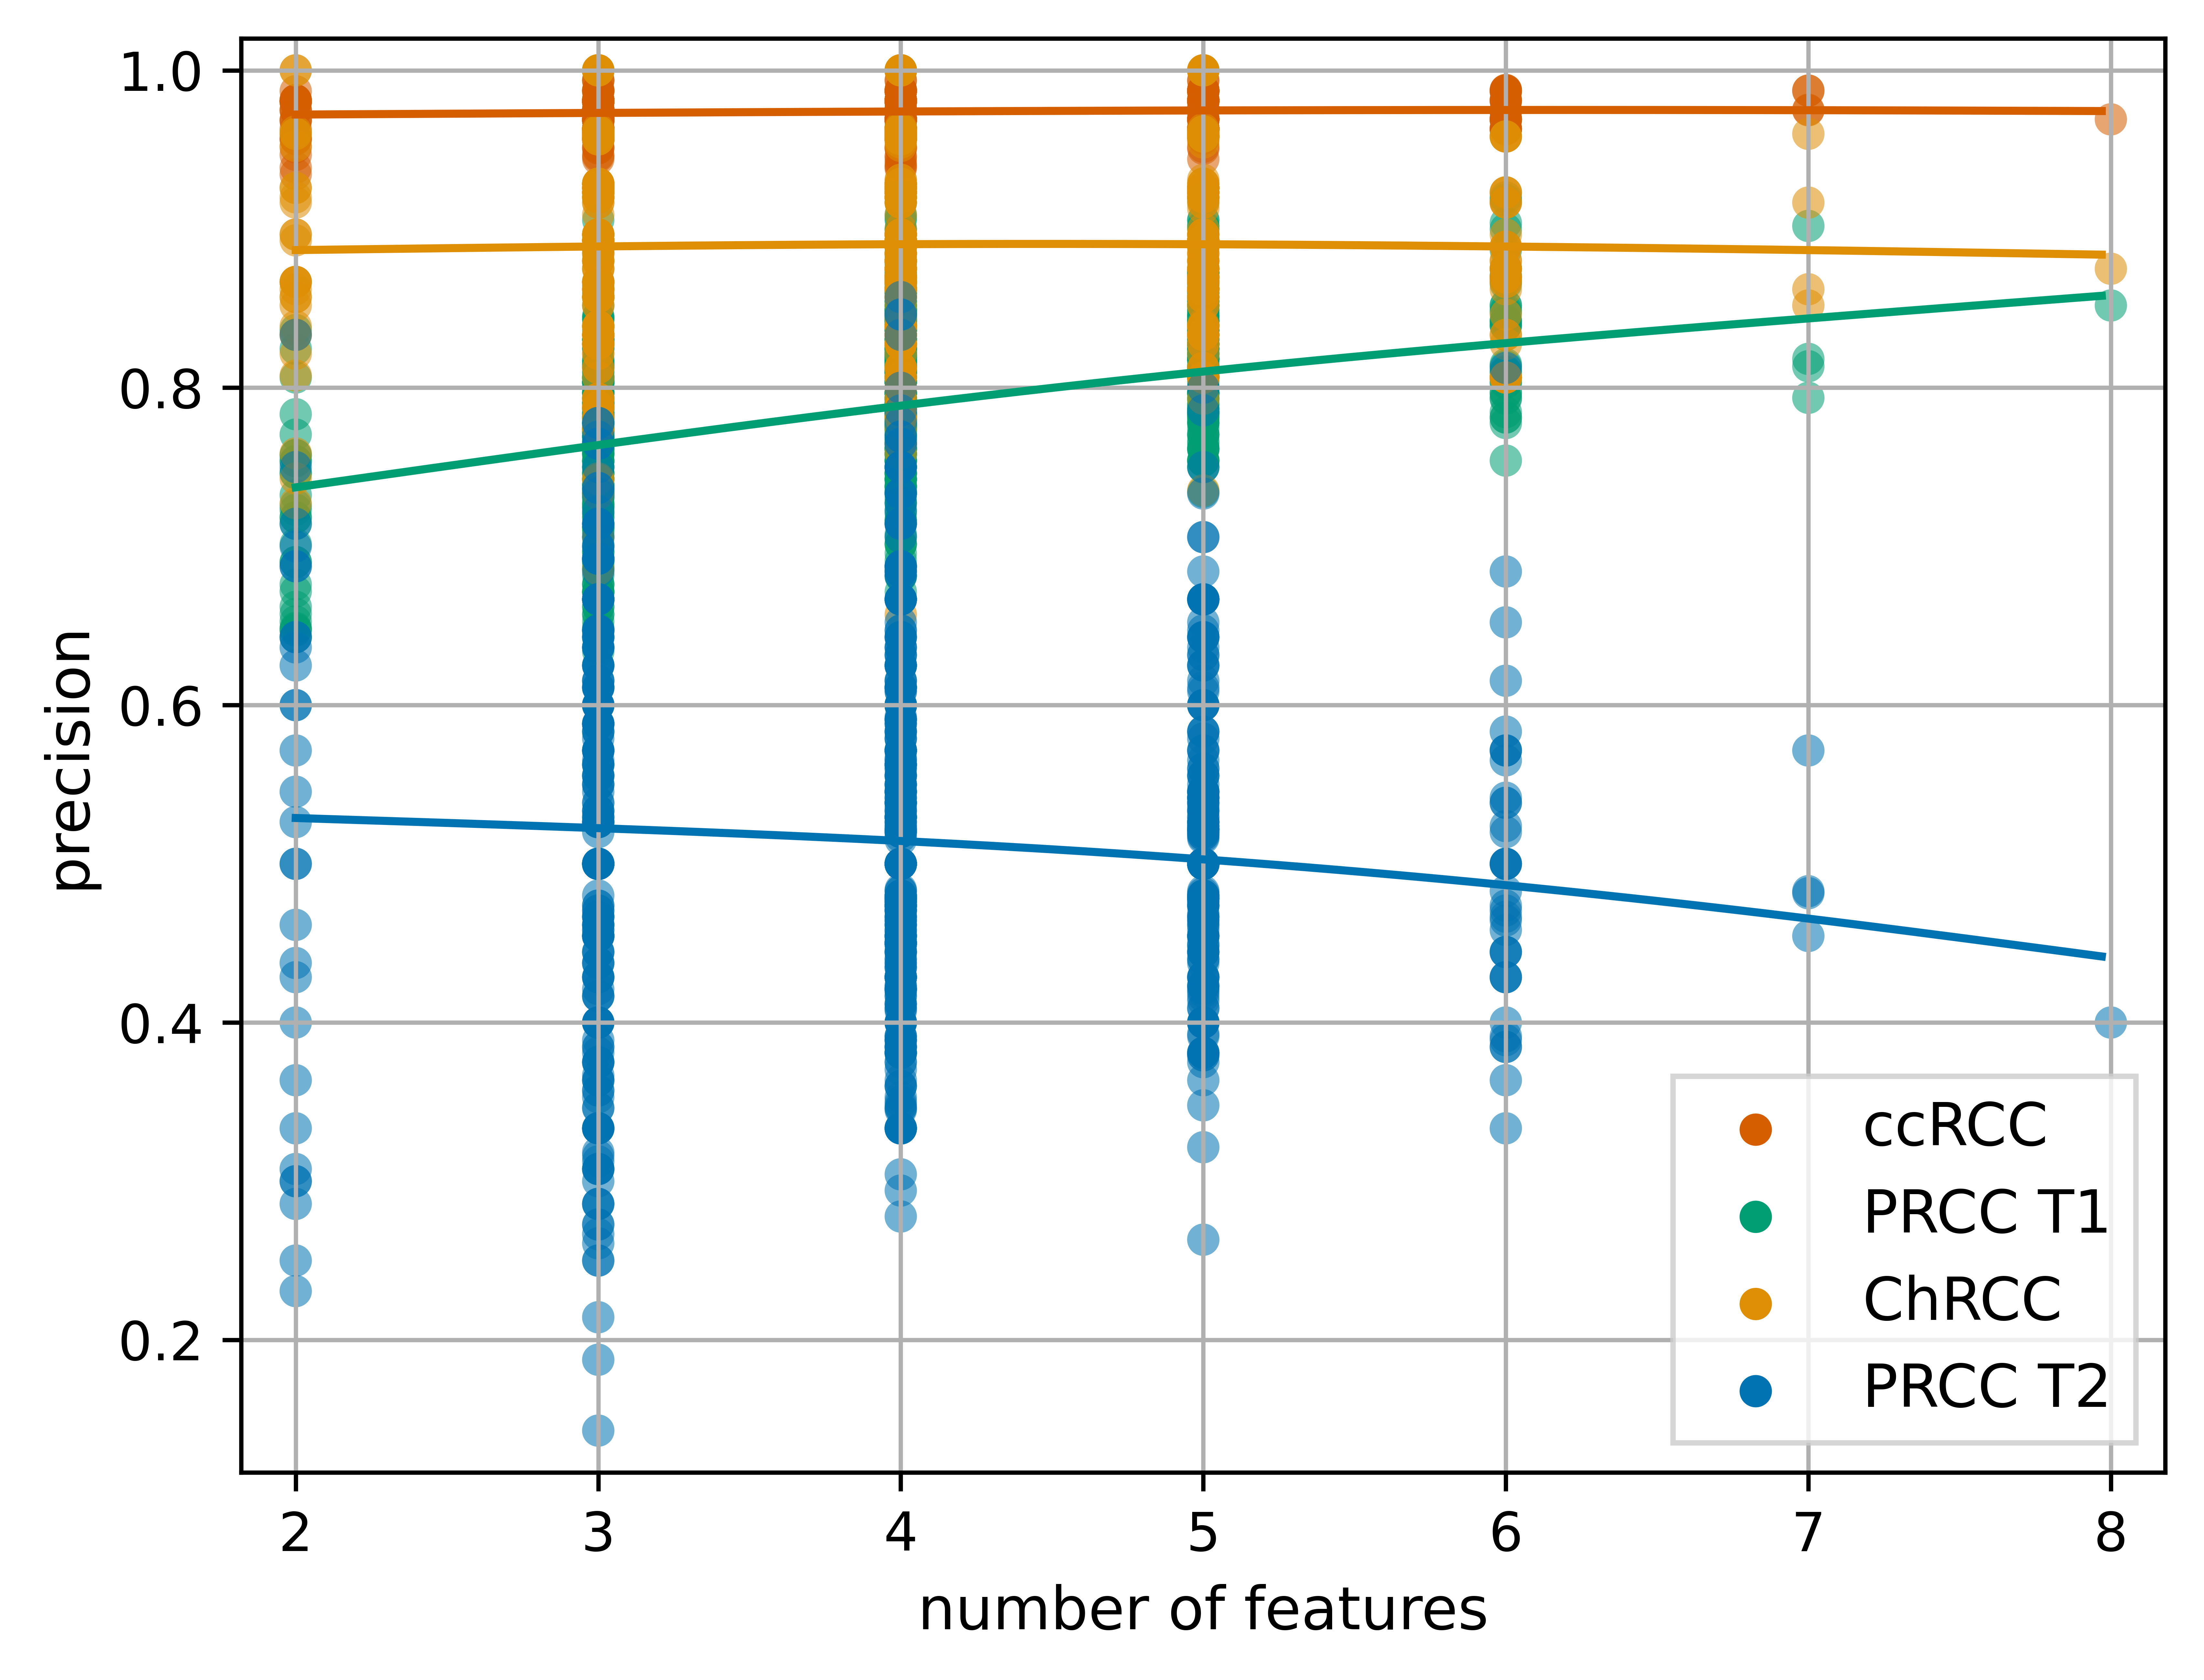 1.0
0.8
0.6
0.4
0.2
precision
2 3 4 5 6 7 8
number of features
ccRCC
PRCC T1
ChRCC
PRCC T2